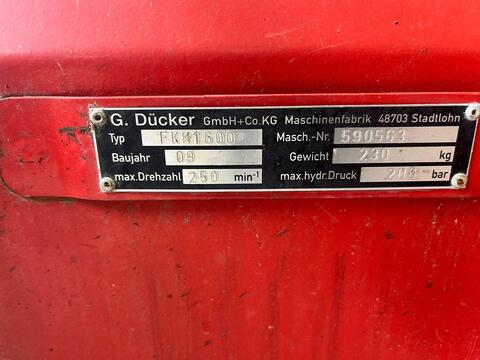 G. Dücker GmbH+Co.KG Maschinenfabrik 48703 Stadtlohn
Typ FKM1600 Masch.-Nr. 590563
Baujahr 09 Gewicht 230 kg
max.Drehzahl 250 min-1 max.hydr.Druck bar